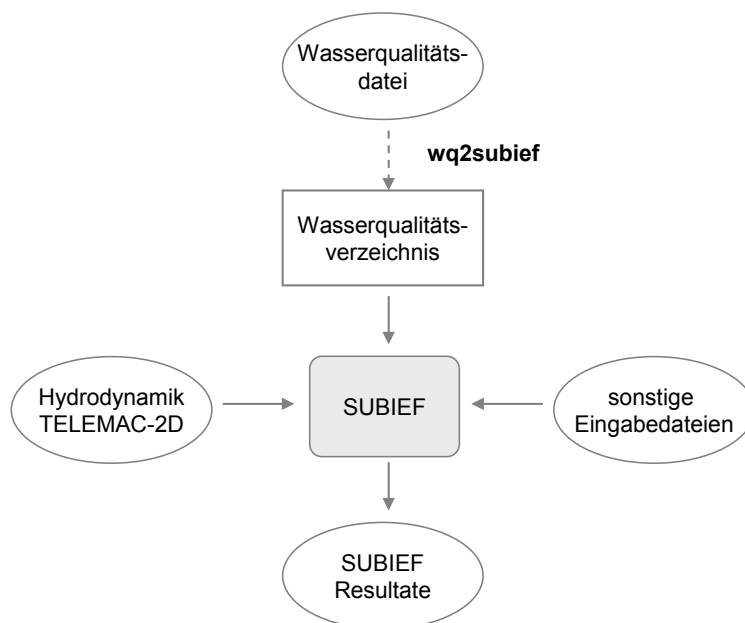 Wasserqualitäts-
datei
wq2subief
Wasserqualitäts-
verzeichnis
Hydrodynamik
TELEMAC-2D
SUBIEF
sonstige
Eingabedateien
SUBIEF
Resultate